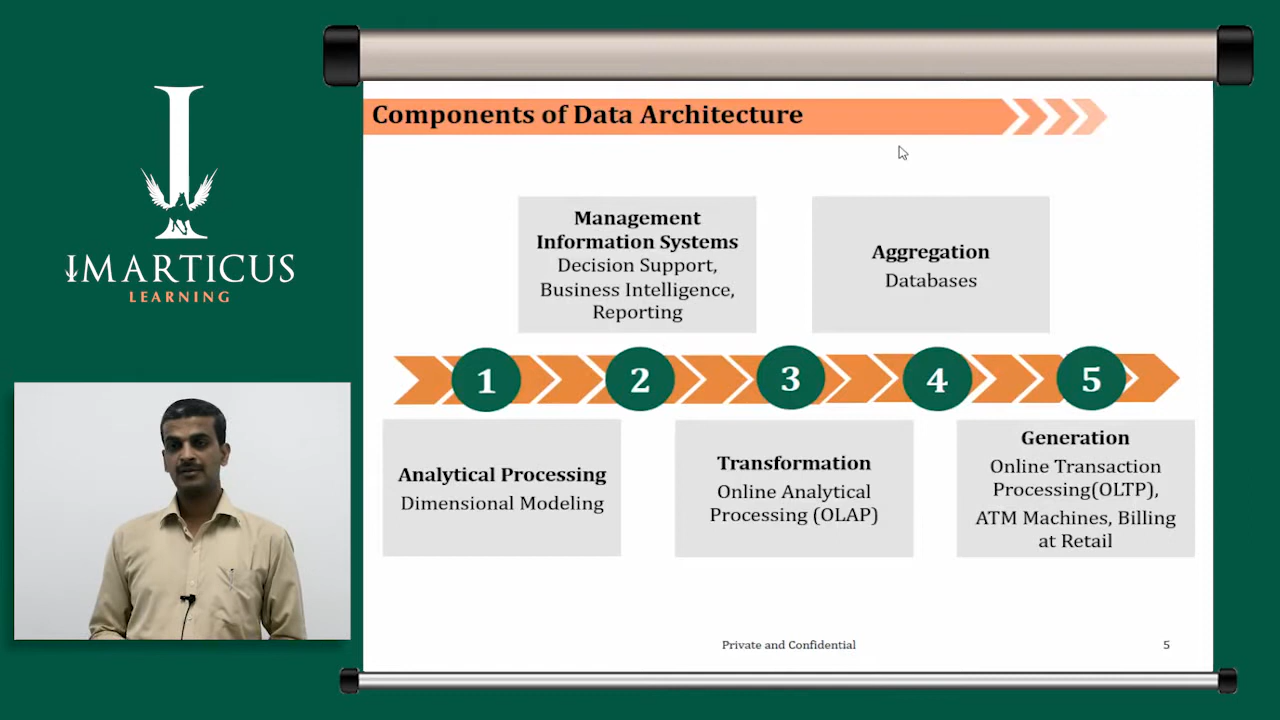 IMARTICUS
LEARNING
Components of Data Architecture
Management
Information Systems
Decision Support,
Business Intelligence,
Reporting
Aggregation
Databases
1
2
3
4
5
Analytical Processing
Dimensional Modeling
Transformation
Online Analytical
Processing (OLAP)
Generation
Online Transaction
Processing(OLTP),
ATM Machines, Billing
at Retail
Private and Confidential
5